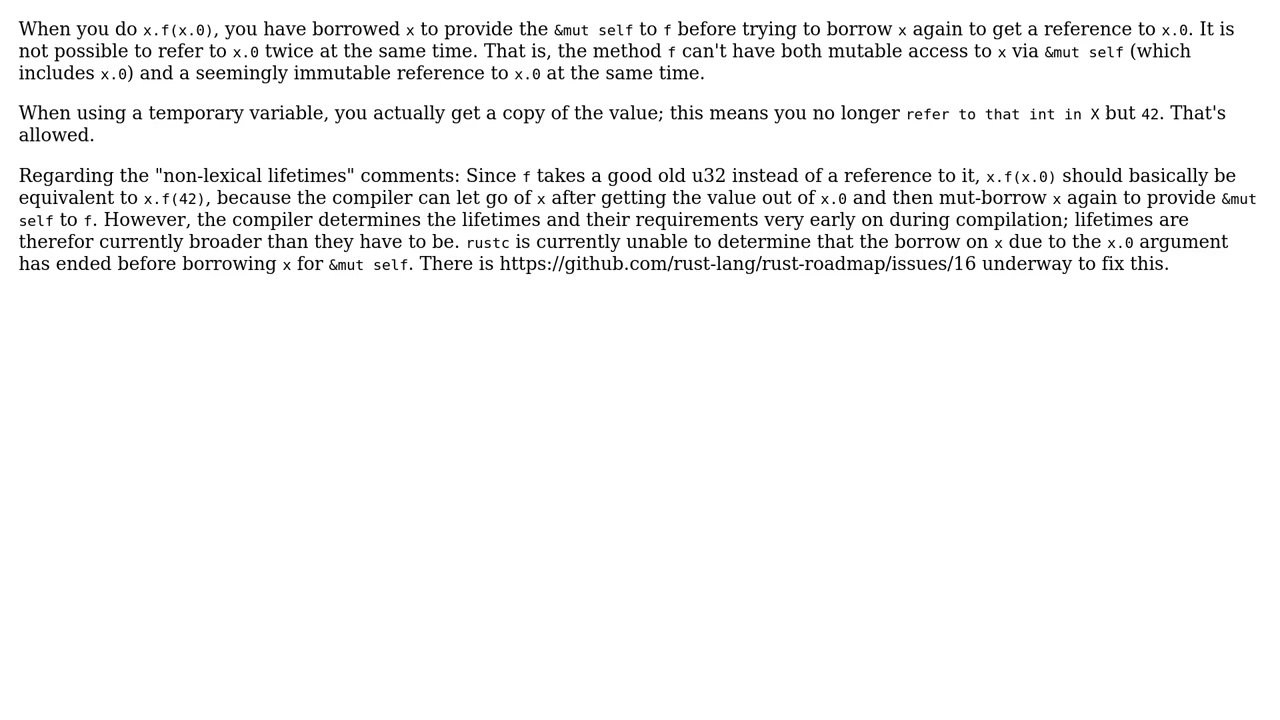 When you do x.f(x.0), you have borrowed x to provide the &mut self to f before trying to borrow x again to get a reference to x.0. It is
not possible to refer to x.0 twice at the same time. That is, the method f can't have both mutable access to x via &mut self (which
includes x.0) and a seemingly immutable reference to x.0 at the same time.
When using a temporary variable, you actually get a copy of the value; this means you no longer refer to that int in X but 42. That's
allowed.
Regarding the "non-lexical lifetimes" comments: Since f takes a good old u32 instead of a reference to it, x.f(x.0) should basically be
equivalent to x.f(42), because the compiler can let go of x after getting the value out of x.0 and then mut-borrow x again to provide &mut
self to f. However, the compiler determines the lifetimes and their requirements very early on during compilation; lifetimes are
therefor currently broader than they have to be. rustc is currently unable to determine that the borrow on x due to the x.0 argument
has ended before borrowing x for &mut self. There is https://github.com/rust-lang/rust-roadmap/issues/16 underway to fix this.